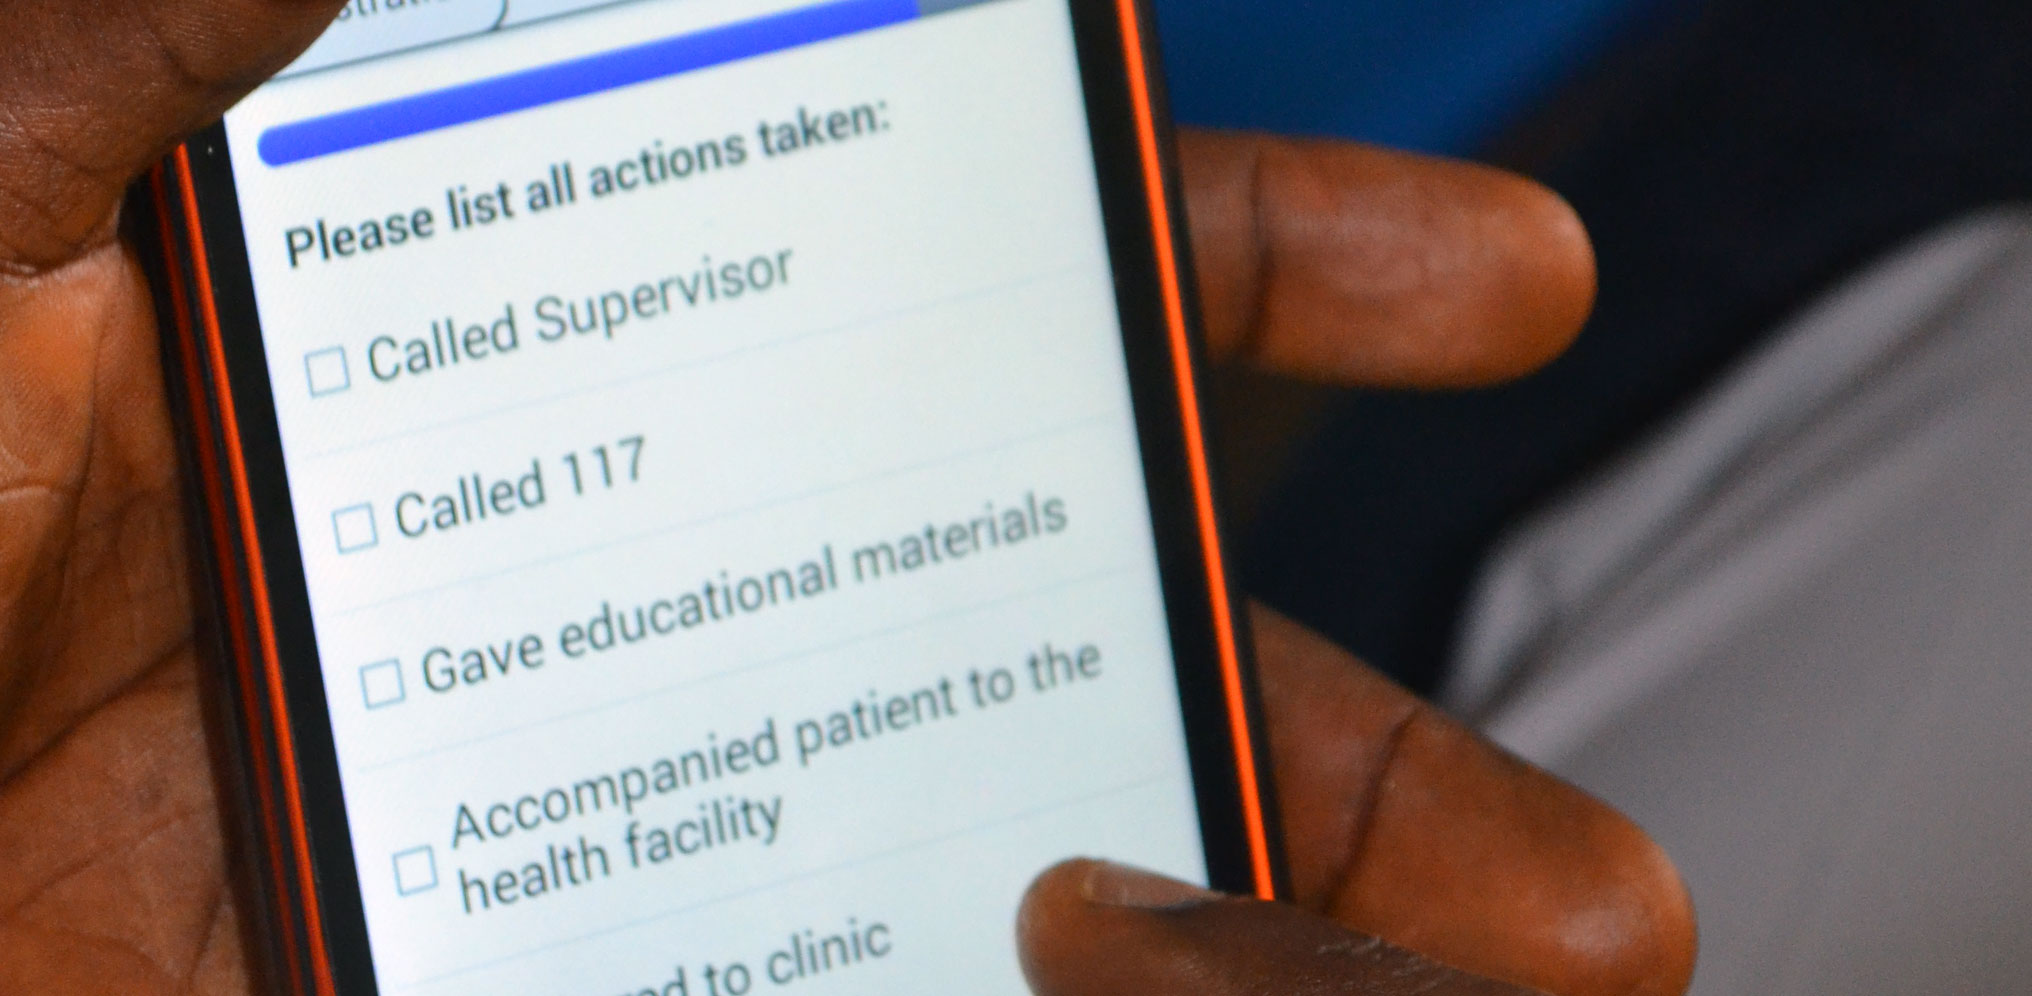 Please list all actions taken:
Called Supervisor
Called 117
Gave educational materials
Accompanied patient to the
health facility
to clinic